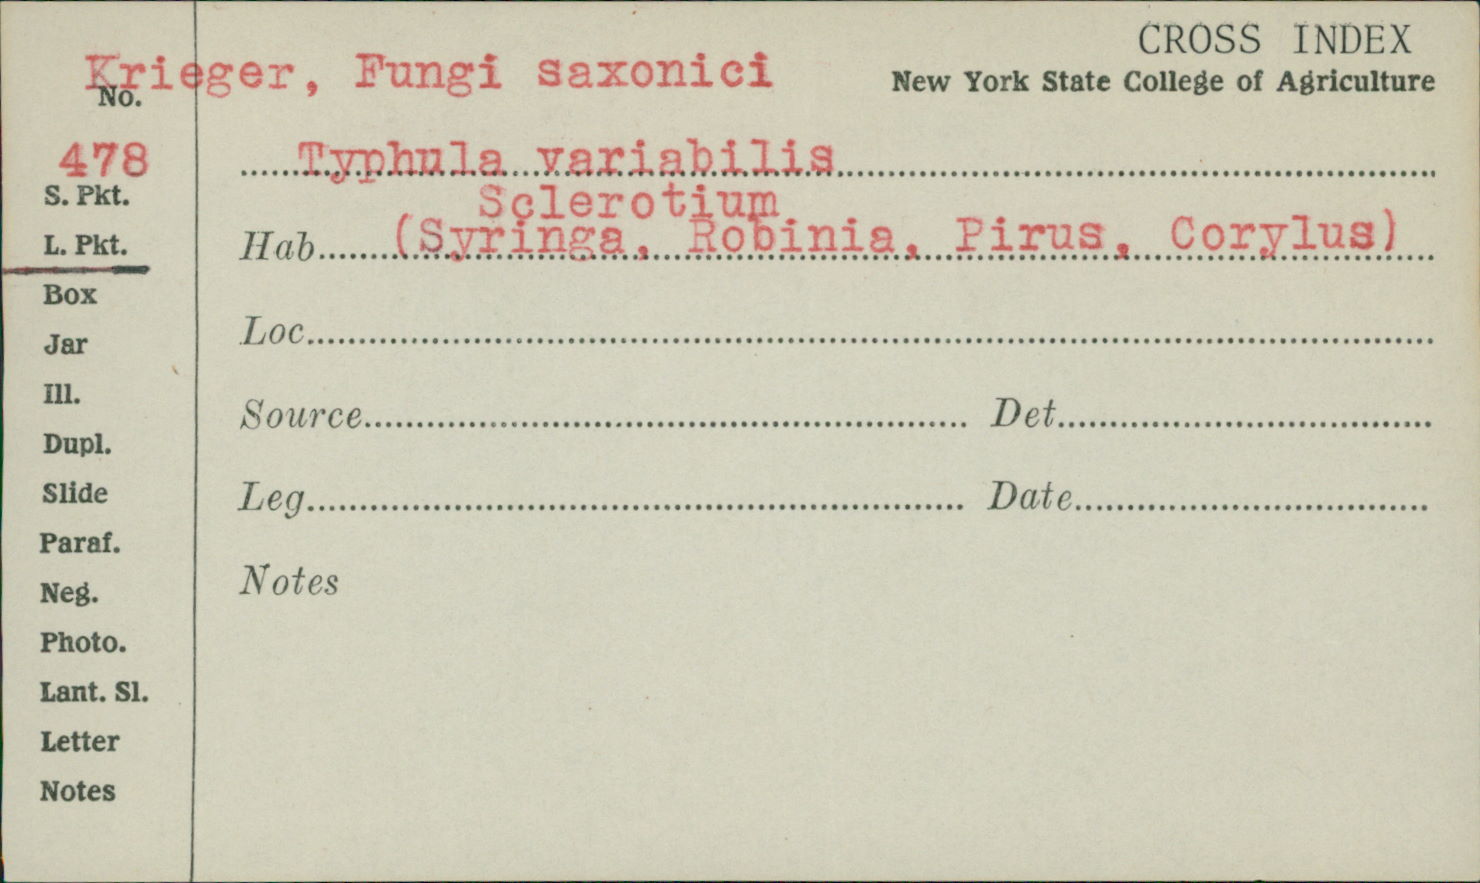 CROSS INDEX
Krieger, Fungi saxonici
New York State College of Agriculture
No.
478
Typhula variabilis
S. Pkt.
Sclerotium
L. Pkt.
Hab. (Syringa, Robinia, Pirus, Corylus)
Box
Loc.
Jar
Ill.
Source Det.
Dupl.
Slide
Leg. Date
Paraf.
Neg.
Notes
Photo.
Lant. Sl.
Letter
Notes